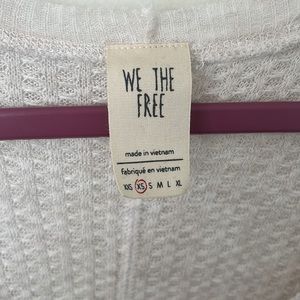 WE THE
FREE
made in vietnam
fabriqué en vietnam
XXS XS S M L XL